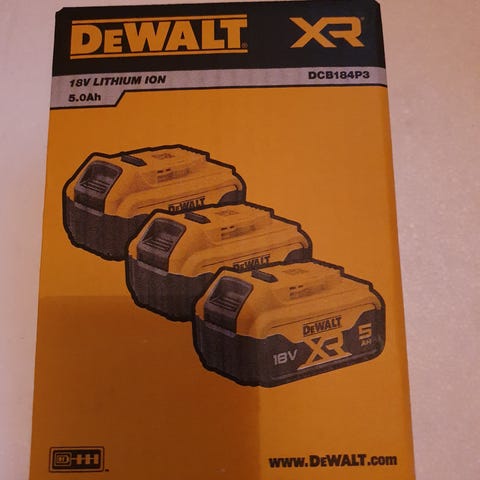 DEWALT® XR®
18V LITHIUM ION
DCB184P3
5.0Ah
DEWALT
DEWALT
DEWALT
18V XR 5 AH
www.DEWALT.com